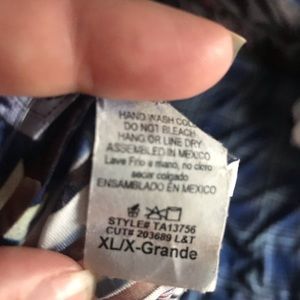 HAND WASH COLD
DO NOT BLEACH
HANG OR LINE DRY
ASSEMBLED IN MEXICO
Lave Frio a mano, no cloro
secar colgado
ENSAMBLADO EN MEXICO
STYLE# TA13756
CUT# 203689 L&T
XL/X-Grande